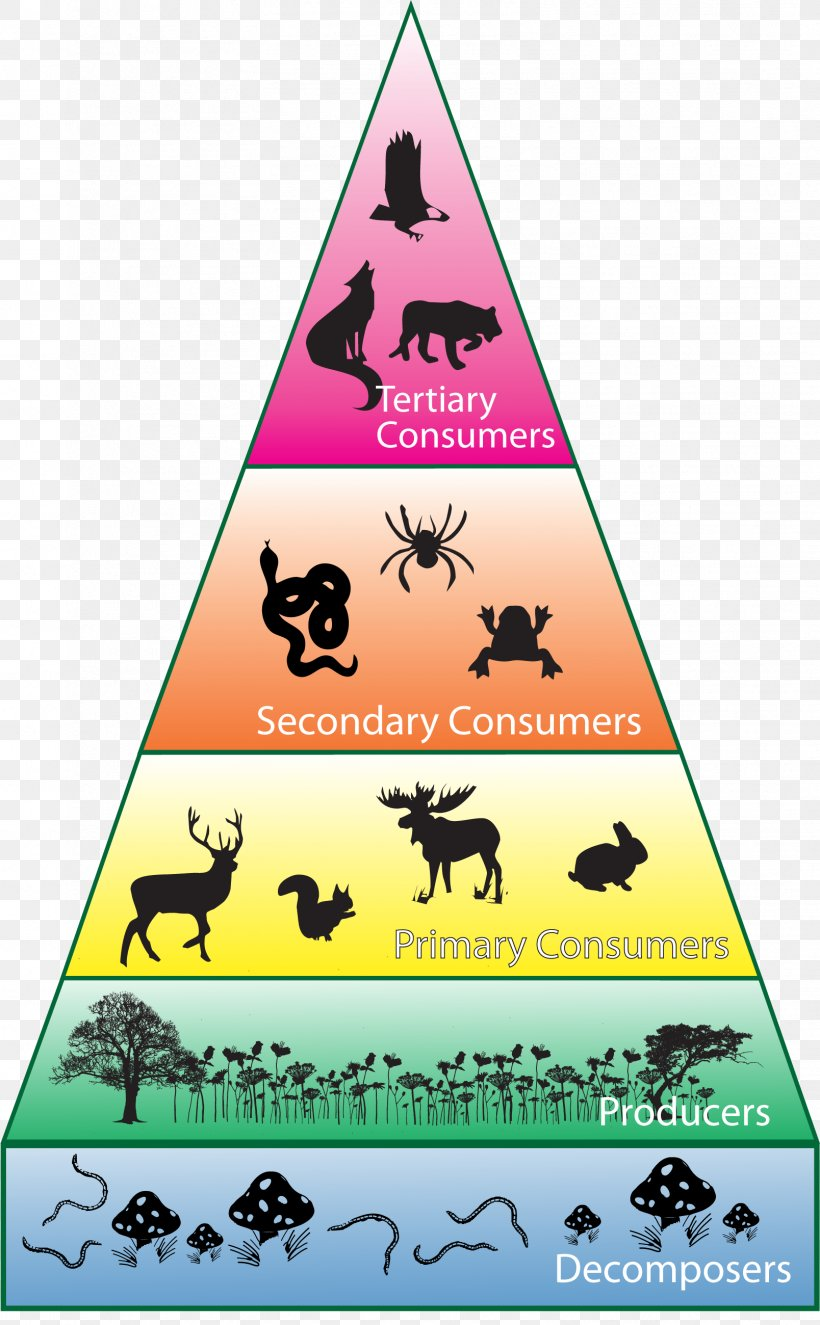 Tertiary
Consumers
Secondary Consumers
Primary Consumers
Producers
Decomposers